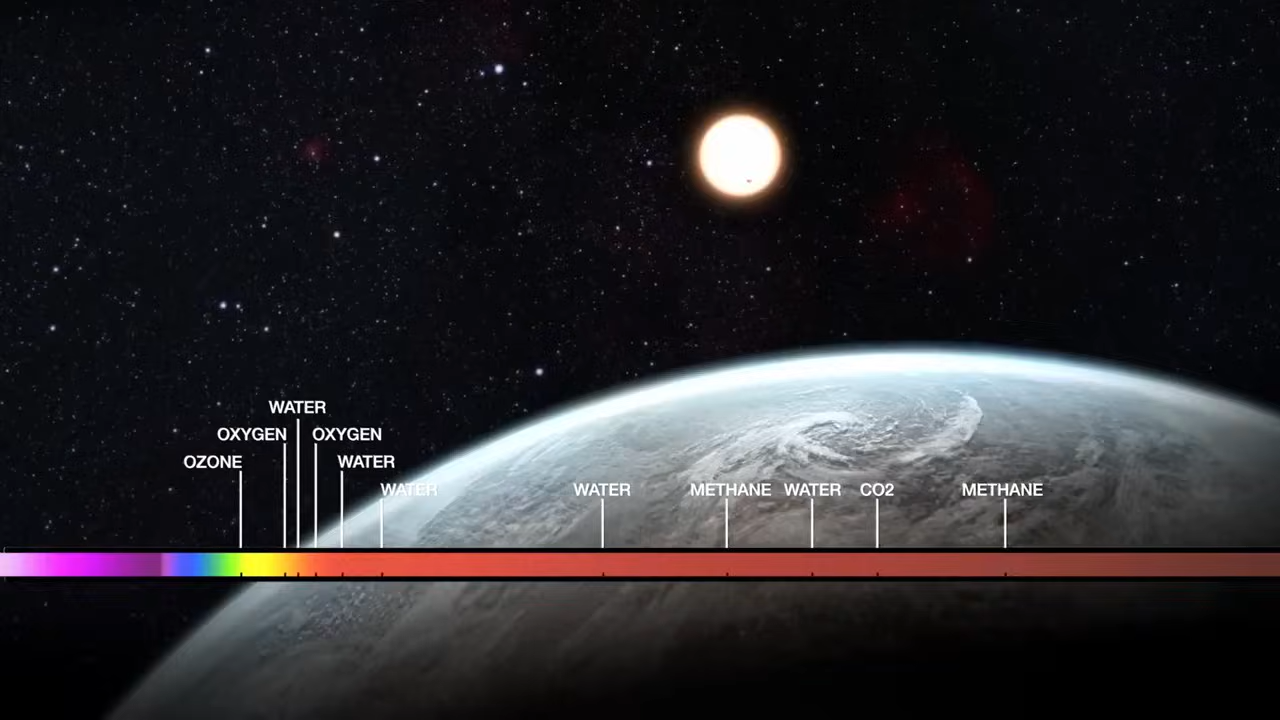 WATER
OXYGEN OXYGEN
OZONE WATER
WATER WATER METHANE WATER CO2 METHANE